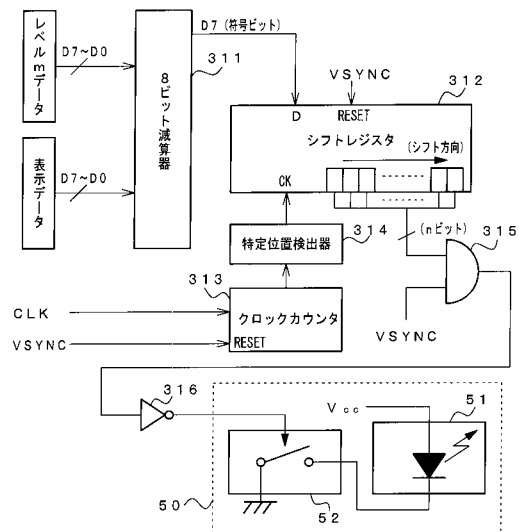 レベルmデータ
D7~D0
表示データ
D7~D0
8ビット減算器
D7 (符号ビット)
311
VSYNC
312
D
RESET
シフトレジスタ
(シフト方向)
CK
特定位置検出器
314
(nビット)
315
VSYNC
313
クロックカウンタ
RESET
CLK
VSYNC
316
Vcc
51
50
52